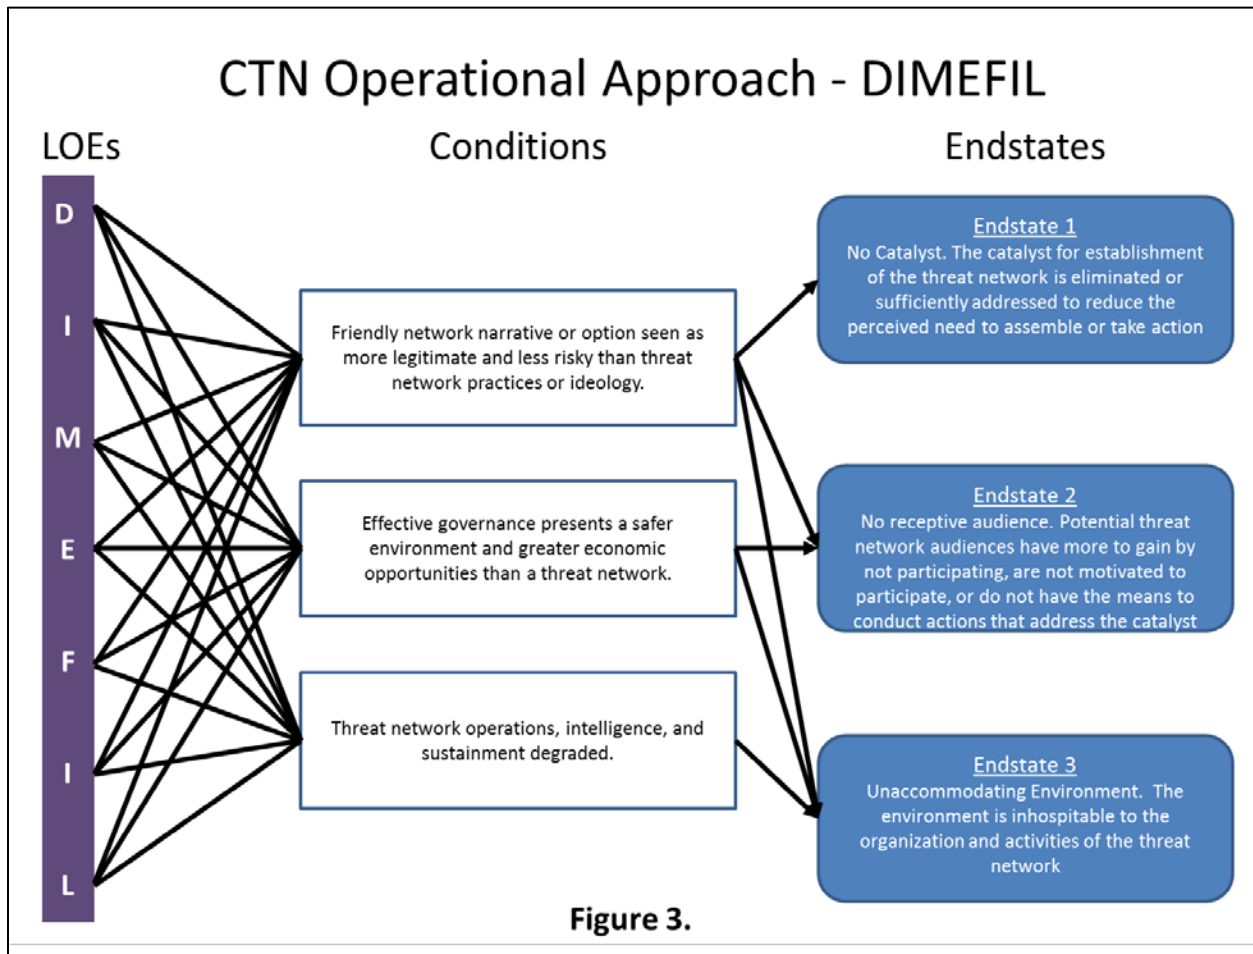 CTN Operational Approach - DIMEFIL
LOEs
Conditions
Endstates
D
I
M
E
F
I
L
Friendly network narrative or option seen as
more legitimate and less risky than threat
network practices or ideology.
Effective governance presents a safer
environment and greater economic
opportunities than a threat network.
Threat network operations, intelligence, and
sustainment degraded.
Endstate 1
No Catalyst. The catalyst for establishment
of the threat network is eliminated or
sufficiently addressed to reduce the
perceived need to assemble or take action
Endstate 2
No receptive audience. Potential threat
network audiences have more to gain by
not participating, are not motivated to
participate, or do not have the means to
conduct actions that address the catalyst
Endstate 3
Unaccommodating Environment.  The
environment is inhospitable to the
organization and activities of the threat
network
Figure 3.